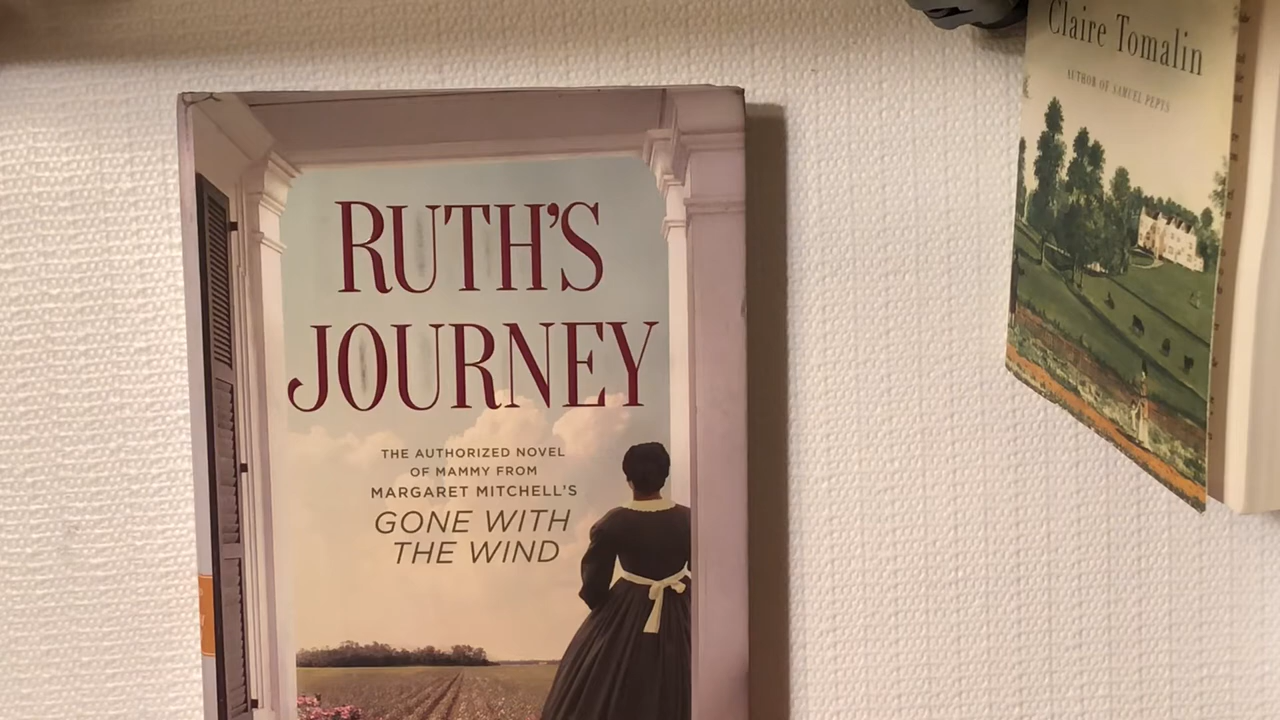 RUTH'S
JOURNEY
THE AUTHORIZED NOVEL
OF MAMMY FROM
MARGARET MITCHELL'S
GONE WITH
THE WIND
Claire Tomalin
AUTHOR OF SAMUEL PEPYS